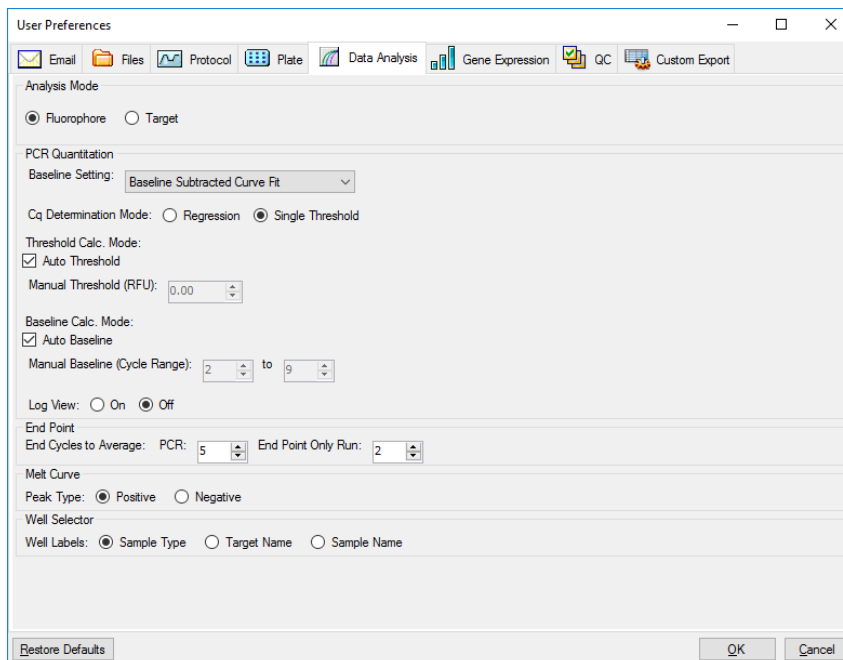 User Preferences
Email Files Protocol Plate Data Analysis Gene Expression QC Custom Export
Analysis Mode
Fluorophore Target
PCR Quantitation
Baseline Setting: Baseline Subtracted Curve Fit
Cq Determination Mode: Regression Single Threshold
Threshold Calc. Mode:
Auto Threshold
Manual Threshold (RFU): 0.00
Baseline Calc. Mode:
Auto Baseline
Manual Baseline (Cycle Range): 2 to 9
Log View: On Off
End Point
End Cycles to Average: PCR: 5 End Point Only Run: 2
Melt Curve
Peak Type: Positive Negative
Well Selector
Well Labels: Sample Type Target Name Sample Name
Restore Defaults OK Cancel